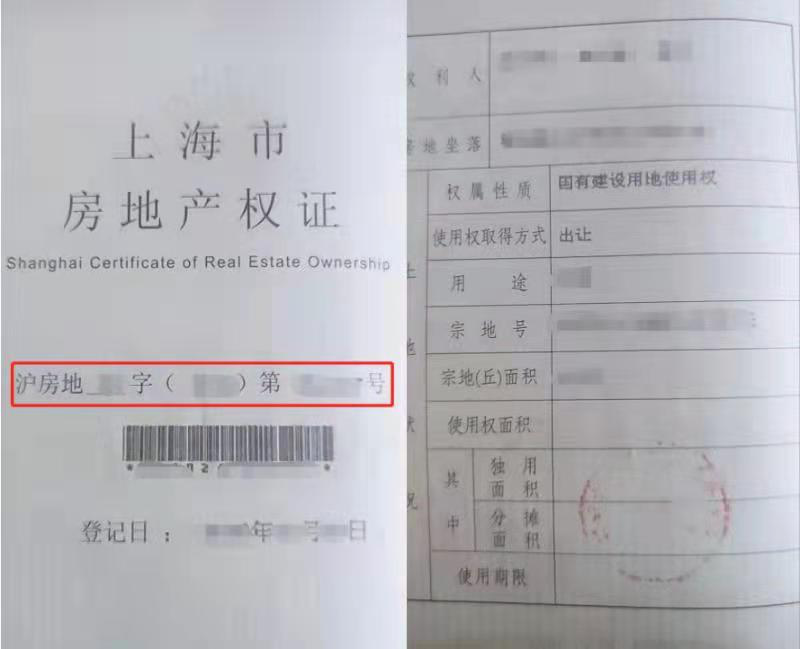 上海市
房地产权证
Shanghai Certificate of Real Estate Ownership
沪房地 字（ ）第 号
登记日： 年 日
权利人
地坐落
权属性质 国有建设用地使用权
使用权取得方式 出让
用途
宗地号
地
宗地(丘)面积
使用权面积
状
其中
独用面积
况
分摊面积
使用期限